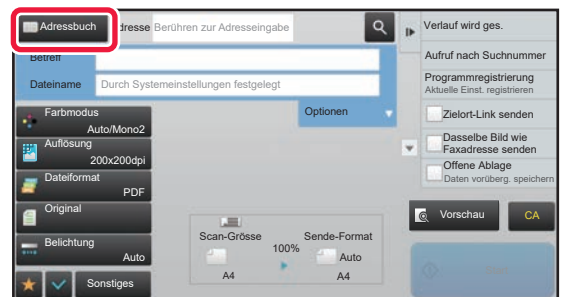 Adressbuch
dresse Berühren zur Adresseingabe
Betreff
Dateiname Durch Systemeinstellungen festgelegt
Optionen
Farbmodus
Auto/Mono2
Auflösung
200x200dpi
Dateiformat
PDF
Original
Belichtung
Auto
Sonstiges
Scan-Grösse
A4
100%
Sende-Format
Auto
A4
Verlauf wird ges.
Aufruf nach Suchnummer
Programmregistrierung
Aktuelle Einst. registrieren
Zielort-Link senden
Dasselbe Bild wie
Faxadresse senden
Offene Ablage
Daten vorüberg. speichern
Vorschau
CA